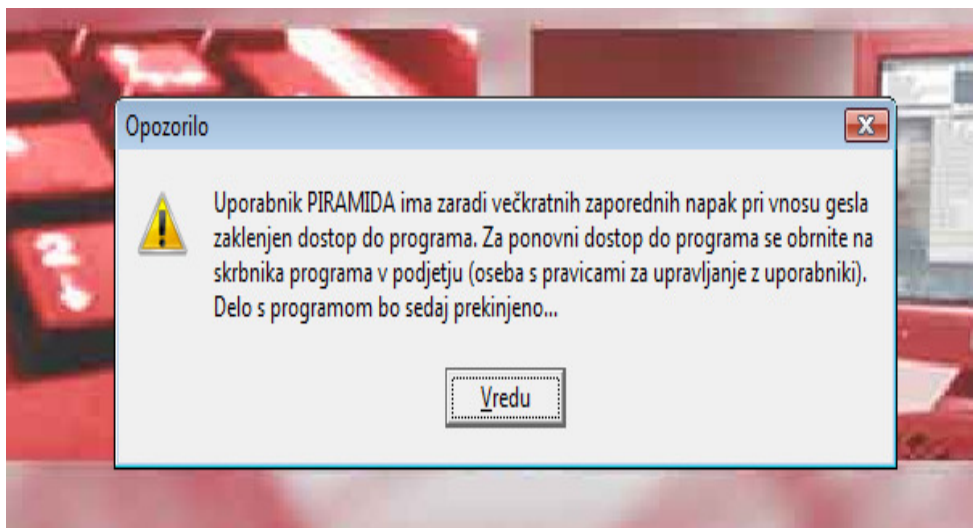 Opozorilo
Uporabnik PIRAMIDA ima zaradi večkratnih zaporednih napak pri vnosu gesla
zaklenjen dostop do programa. Za ponovni dostop do programa se obrnite na
skrbnika programa v podjetju (oseba s pravicami za upravljanje z uporabniki).
Delo s programom bo sedaj prekinjeno...
Vredu